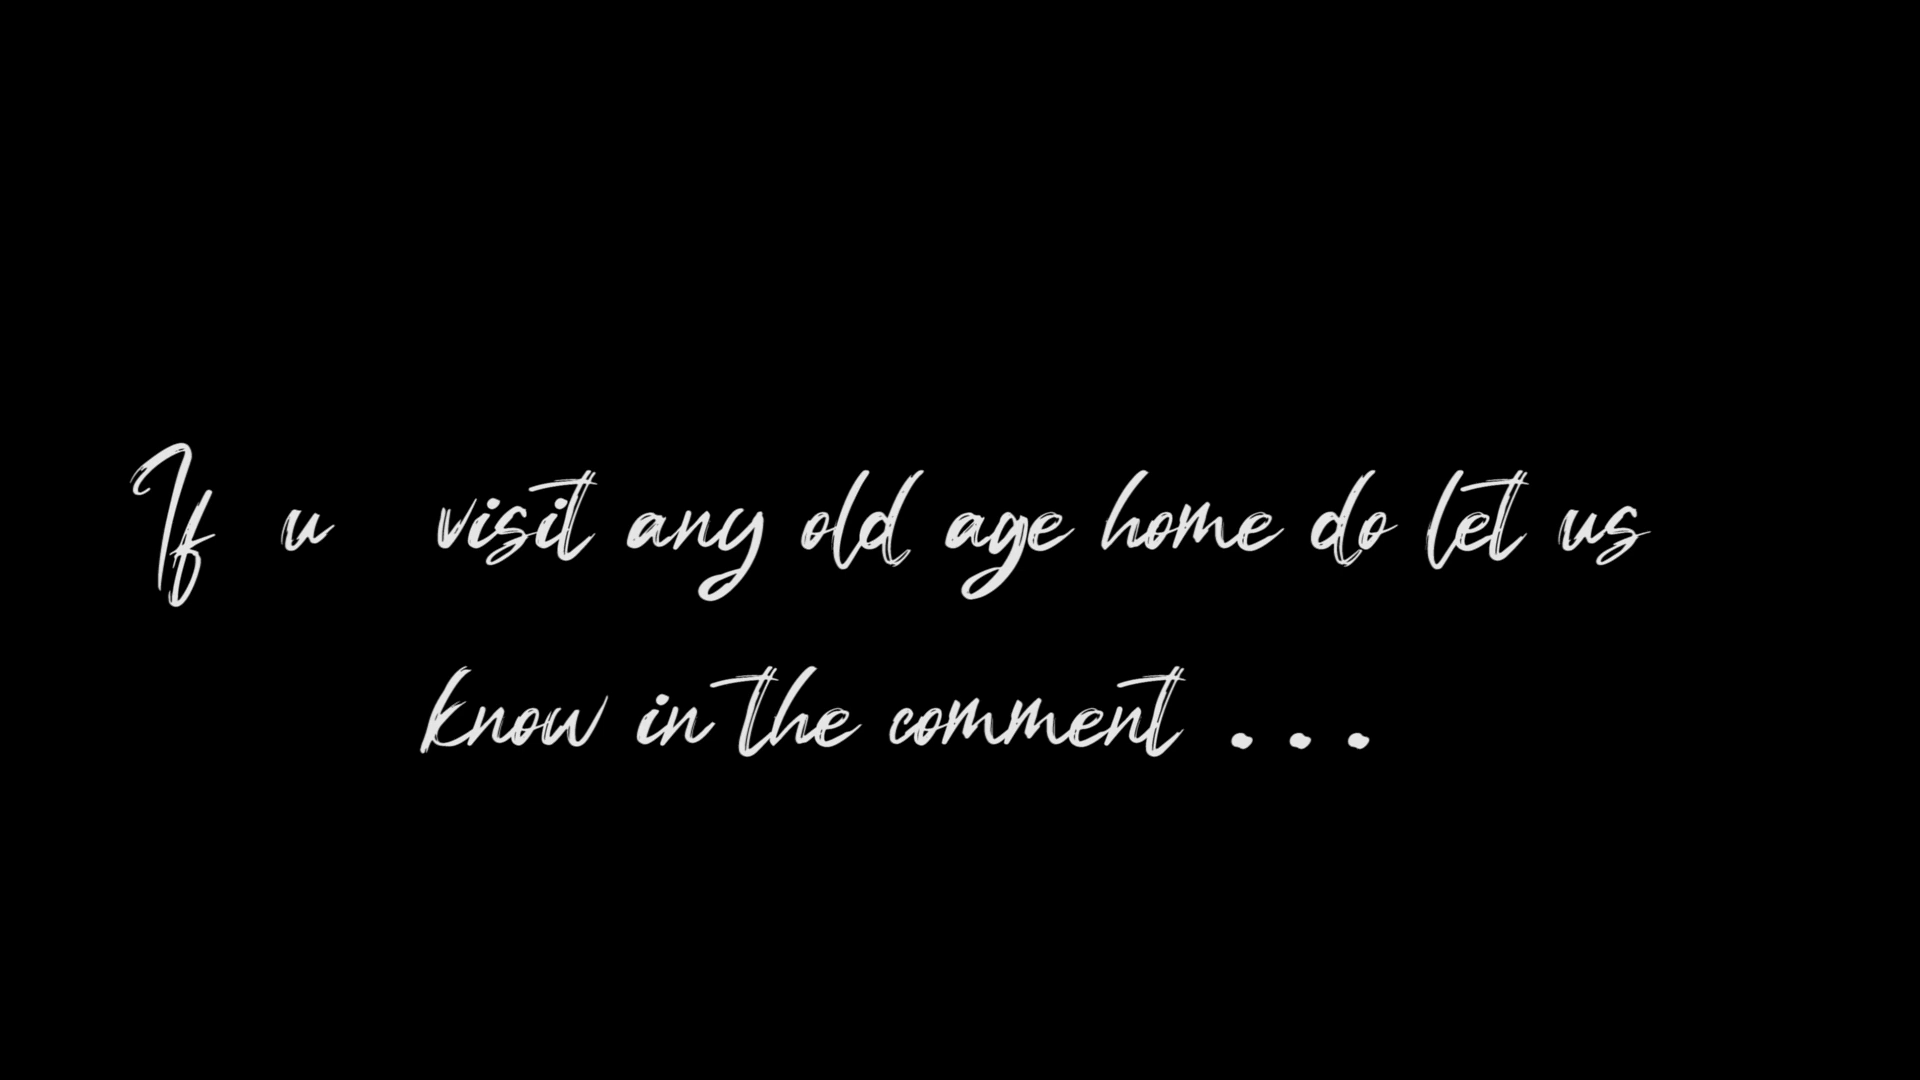 If u visit any old age home do let us
know in the comment ...